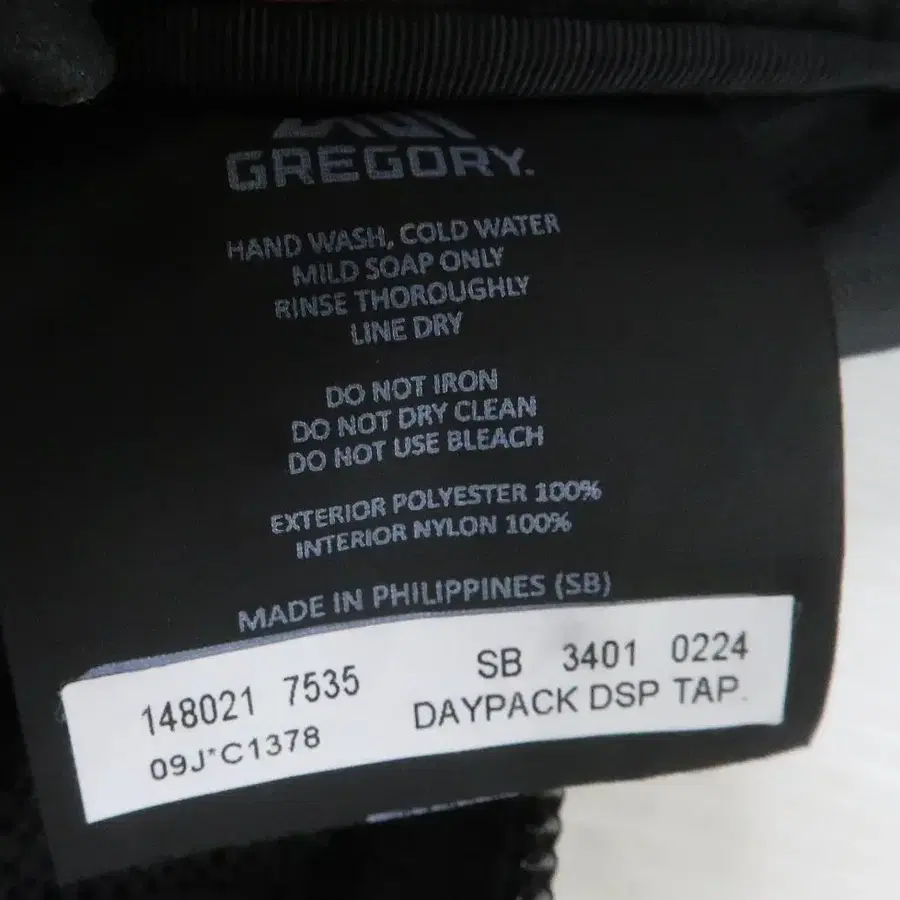 GREGORY.
HAND WASH, COLD WATER
MILD SOAP ONLY
RINSE THOROUGHLY
LINE DRY
DO NOT IRON
DO NOT DRY CLEAN
DO NOT USE BLEACH
EXTERIOR POLYESTER 100%
INTERIOR NYLON 100%
MADE IN PHILIPPINES (SB)
148021 7535 SB 3401 0224
09J*C1378 DAYPACK DSP TAP.